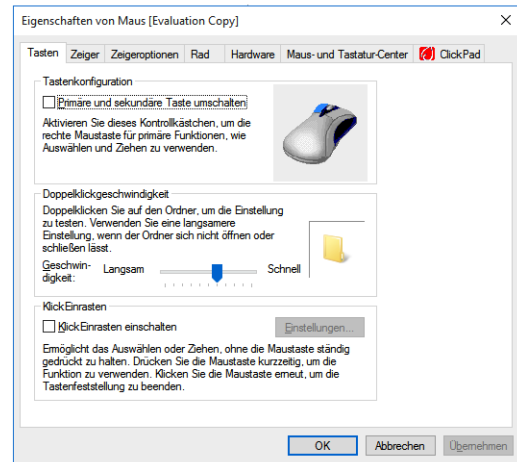 Eigenschaften von Maus [Evaluation Copy]
Tasten Zeiger Zeigeroptionen Rad Hardware Maus- und Tastatur-Center ClickPad
Tastenkonfiguration
Primäre und sekundäre Taste umschalten
Aktivieren Sie dieses Kontrollkästchen, um die
rechte Maustaste für primäre Funktionen, wie
Auswählen und Ziehen zu verwenden.
Doppelklickgeschwindigkeit
Doppelklicken Sie auf den Ordner, um die Einstellung
zu testen. Verwenden Sie eine langsamere
Einstellung, wenn der Ordner sich nicht öffnen oder
schließen lässt.
Geschwin-
digkeit:
Langsam Schnell
KlickEinrasten
KlickEinrasten einschalten Einstellungen...
Ermöglicht das Auswählen oder Ziehen, ohne die Maustaste ständig
gedrückt zu halten. Drücken Sie die Maustaste kurzzeitig, um die
Funktion zu verwenden. Klicken Sie die Maustaste erneut, um die
Tastenfeststellung zu beenden.
OK Abbrechen Übernehmen